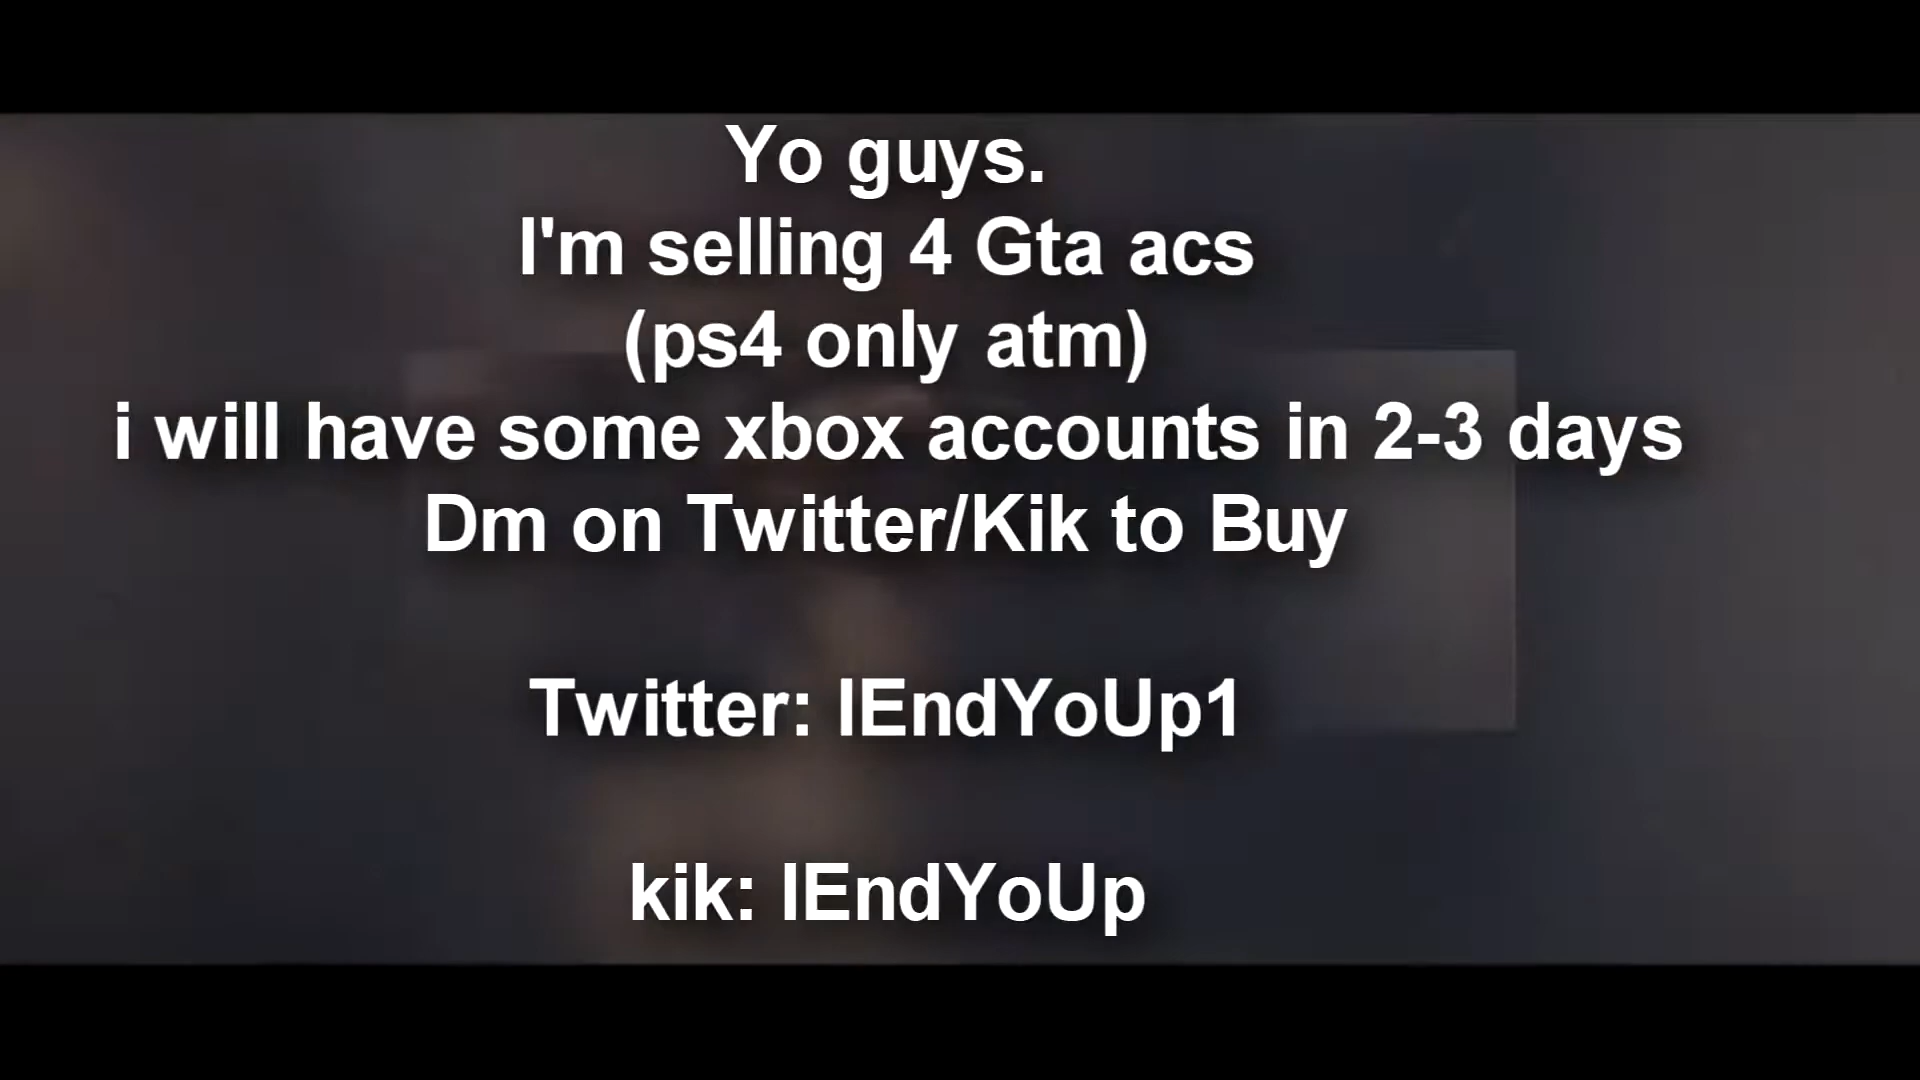 Yo guys.
I'm selling 4 Gta acs
(ps4 only atm)
i will have some xbox accounts in 2-3 days
Dm on Twitter/Kik to Buy
Twitter: IEndYoUp1
kik: IEndYoUp